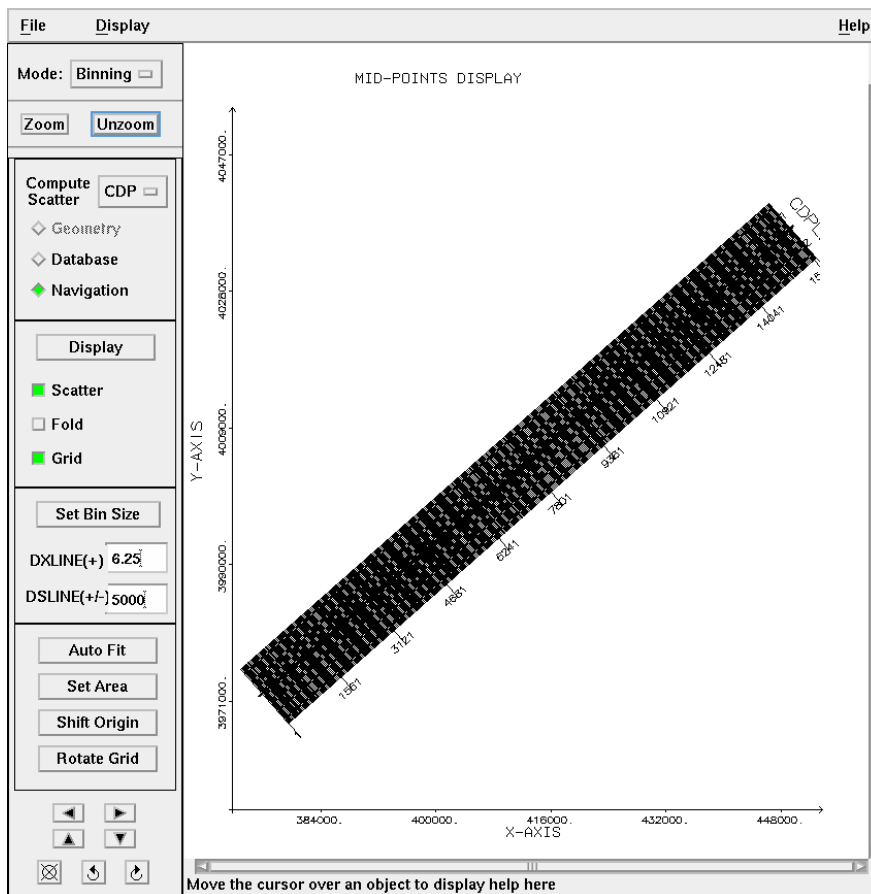 File Display Help
Mode: Binning
Zoom Unzoom
Compute Scatter CDP
Geometry
Database
Navigation
Display
Scatter
Fold
Grid
Set Bin Size
DXLINE(+) 6.25
DSLINE(+/-) 5000
Auto Fit
Set Area
Shift Origin
Rotate Grid
MID-POINTS DISPLAY
Y-AXIS
4047000.
4028000.
4009000.
3990000.
3971000.
CDPL
1
1561
3121
4681
6241
7801
9361
10921
12481
14041
384000. 400000. 416000. 432000. 448000.
X-AXIS
Move the cursor over an object to display help here